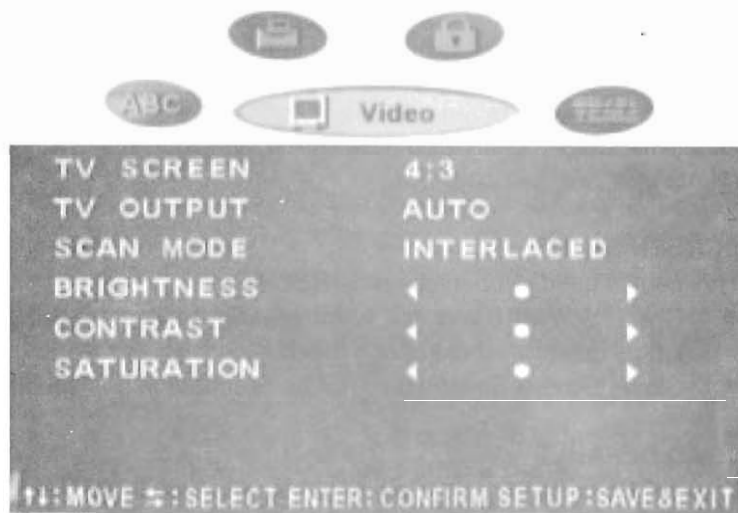 ABC
Video
TV SCREEN 4:3
TV OUTPUT AUTO
SCAN MODE INTERLACED
BRIGHTNESS
CONTRAST
SATURATION
↑↓:MOVE ⇆:SELECT ENTER:CONFIRM SETUP:SAVE&EXIT